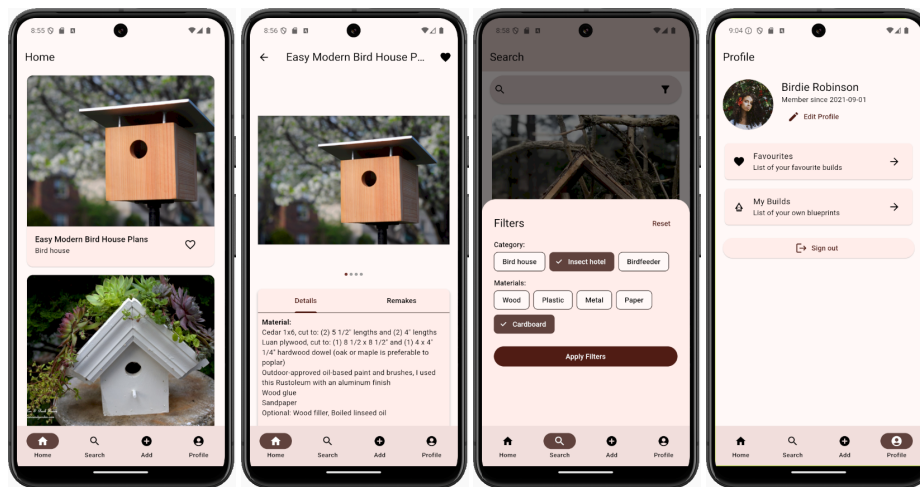 8:55
Home
Easy Modern Bird House Plans
Bird house
Home
Search
Add
Profile
8:56
Easy Modern Bird House P...
Details
Remakes
Material:
Cedar 1x6, cut to: (2) 5 1/2" lengths and (2) 4" lengths
Luan plywood, cut to: (1) 8 1/2 x 8 1/2" and (1) 4 x 4"
1/4" hardwood dowel (oak or maple is preferable to
poplar)
Outdoor-approved oil-based paint and brushes, I used
this Rustoleum with an aluminum finish
Wood glue
Sandpaper
Optional: Wood filler, Boiled linseed oil
Home
Search
Add
Profile
8:58
Search
Filters
Reset
Category:
Bird house
Insect hotel
Birdfeeder
Materials:
Wood
Plastic
Metal
Paper
Cardboard
Apply Filters
Home
Search
Add
Profile
9:04
Profile
Birdie Robinson
Member since 2021-09-01
Edit Profile
Favourites
List of your favourite builds
My Builds
List of your own blueprints
Sign out
Home
Search
Add
Profile